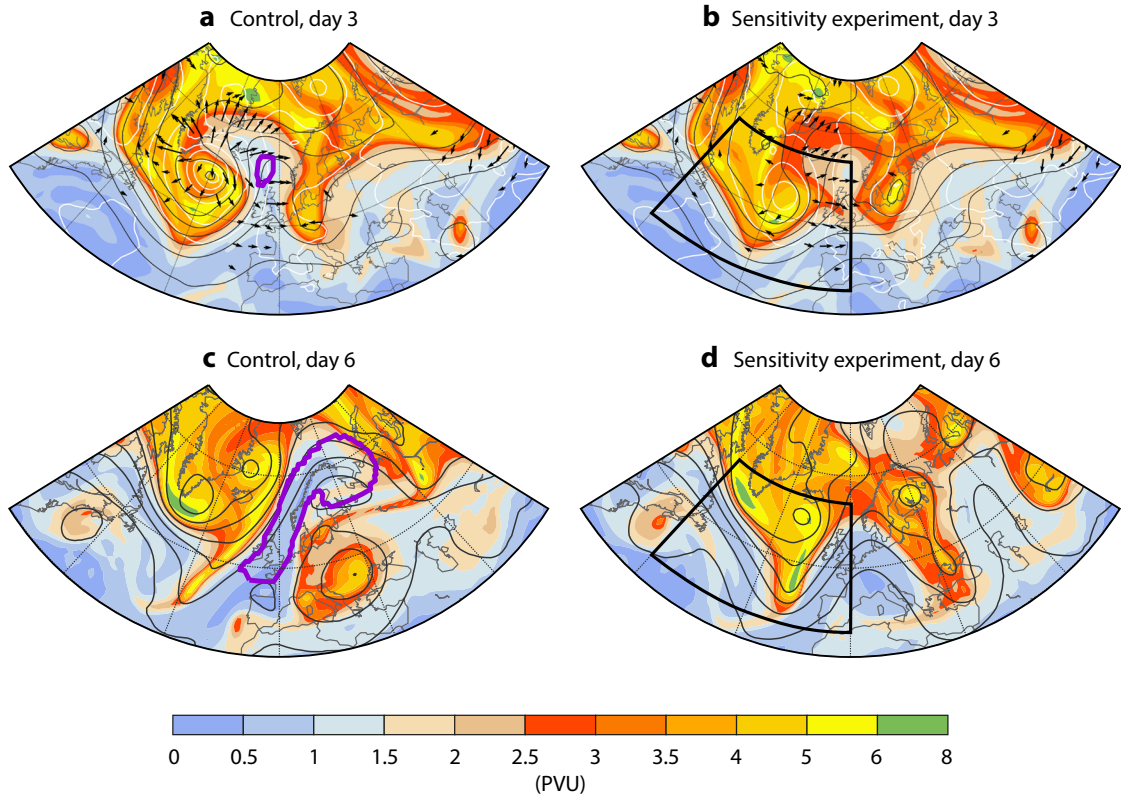 a Control, day 3
b Sensitivity experiment, day 3
c Control, day 6
d Sensitivity experiment, day 6
0 0.5 1 1.5 2 2.5 3 3.5 4 5 6 8
(PVU)